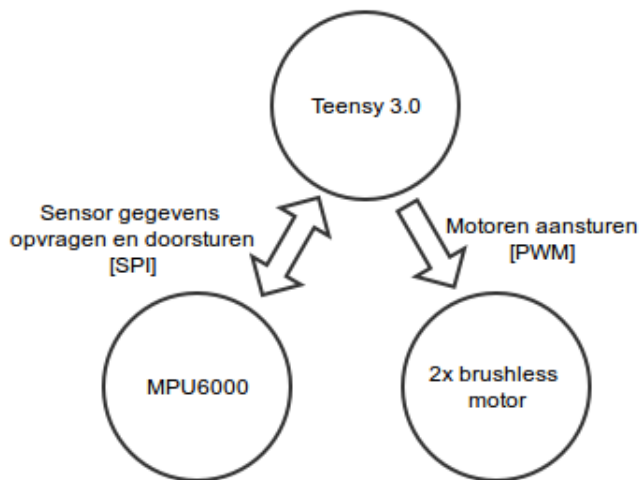 Teensy 3.0
Sensor gegevens
opvragen en doorsturen
[SPI]
Motoren aansturen
[PWM]
MPU6000
2x brushless
motor